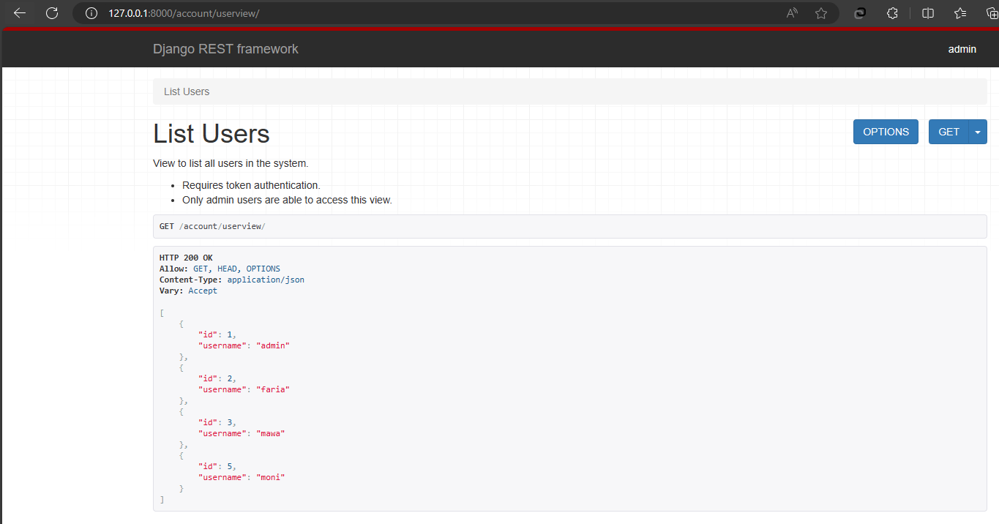 127.0.0.1:8000/account/userview/
Django REST framework
admin
List Users
List Users
OPTIONS
GET
View to list all users in the system.
• Requires token authentication.
• Only admin users are able to access this view.
GET /account/userview/
HTTP 200 OK
Allow: GET, HEAD, OPTIONS
Content-Type: application/json
Vary: Accept
[
    {
        "id": 1,
        "username": "admin"
    },
    {
        "id": 2,
        "username": "faria"
    },
    {
        "id": 3,
        "username": "mawa"
    },
    {
        "id": 5,
        "username": "moni"
    }
]